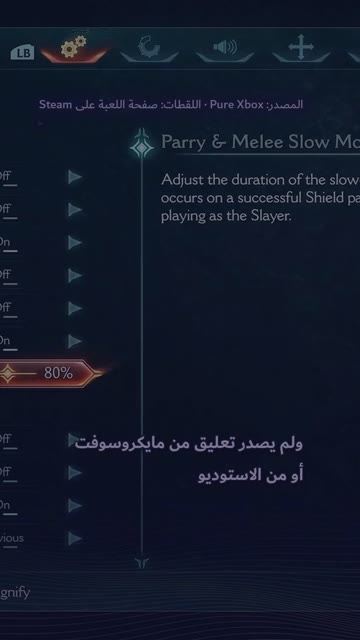 LB
المصدر: Pure Xbox · اللقطات: صفحة اللعبة على Steam
Parry & Melee Slow Mo
Adjust the duration of the slow-
occurs on a successful Shield pa
playing as the Slayer.
Off
Off
On
Off
Off
On
80%
Off
Off
On
vious
gnify
ولم يصدر تعليق من مايكروسوفت
أو من الاستوديو